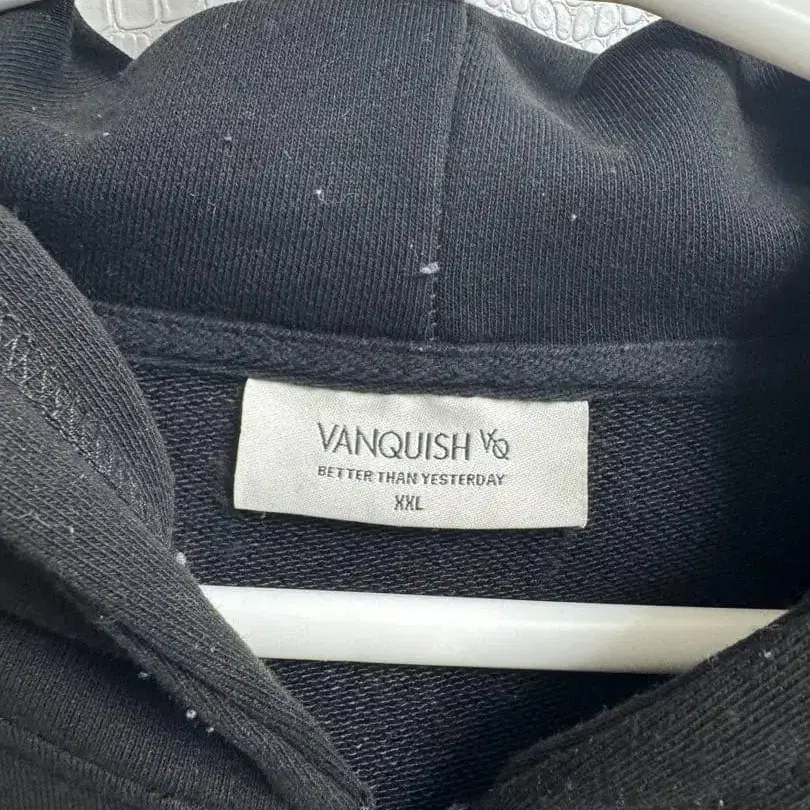 VANQUISH VQ
BETTER THAN YESTERDAY
XXL